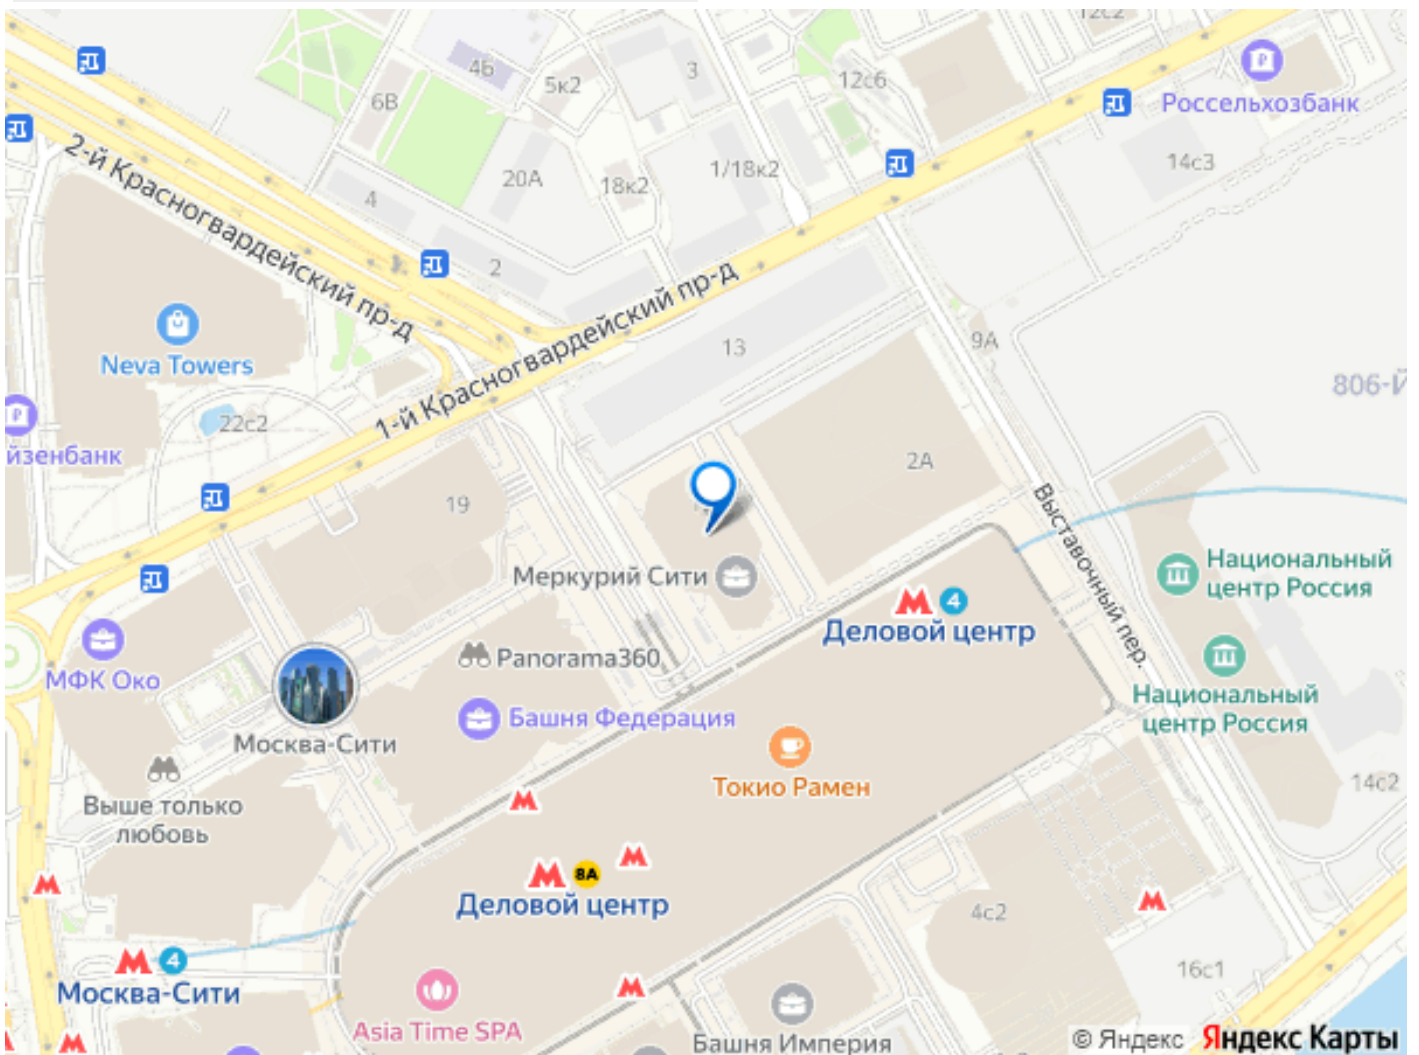 12с2
4Б
3
5к2
12с6
6В
Россельхозбанк
2-й Красногвардейский пр-д
1/18к2
14с3
20А
18к2
4
2
1-й Красногвардейский пр-д
13
9А
Neva Towers
806-Й
22с2
йзенбанк
2А
19
Выставочный пер.
Национальный
центр Россия
Меркурий Сити
4
Деловой центр
Panorama360
МФК Око
Национальный
центр Россия
Башня Федерация
Москва-Сити
Токио Рамен
14с2
Выше только
любовь
8А
Деловой центр
4с2
4
Москва-Сити
16с1
Asia Time SPA
Башня Империя
© Яндекс Яндекс Карты